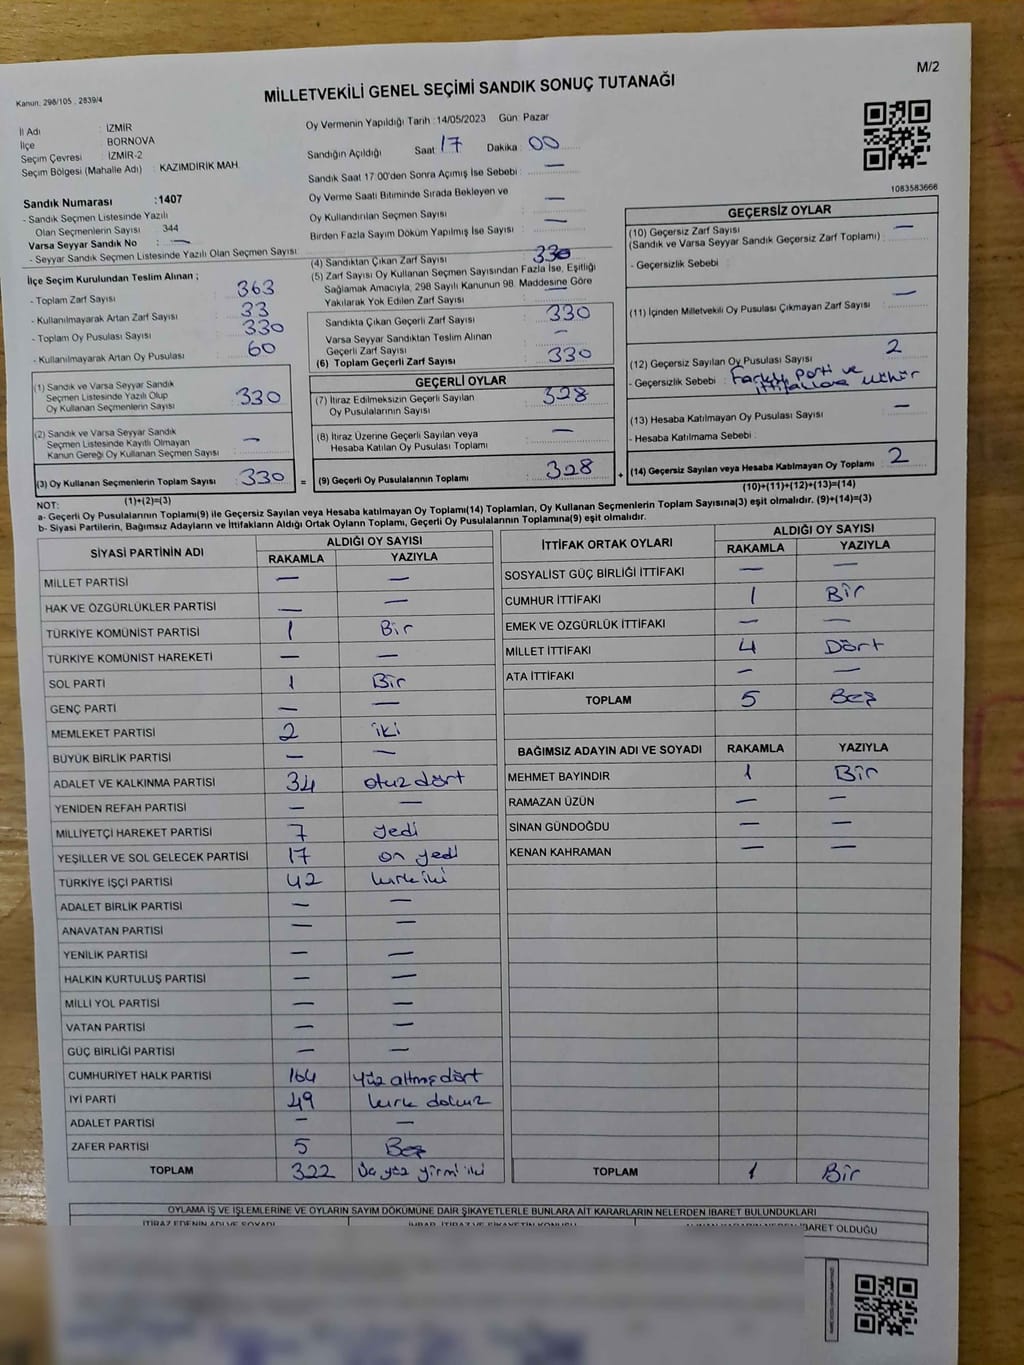 M/2
Kanun: 298/105 , 2839/4
MİLLETVEKİLİ GENEL SEÇİMİ SANDIK SONUÇ TUTANAĞI
İl Adı : İZMİR
İlçe : BORNOVA
Seçim Çevresi : İZMİR-2
Seçim Bölgesi (Mahalle Adı) : KAZIMDİRİK MAH.
Sandık Numarası :1407
- Sandık Seçmen Listesinde Yazılı
Olan Seçmenlerin Sayısı 344
Varsa Seyyar Sandık No : —
- Seyyar Sandık Seçmen Listesinde Yazılı Olan Seçmen Sayısı
Oy Vermenin Yapıldığı Tarih :14/05/2023 Gün: Pazar
Sandığın Açıldığı Saat 17 Dakika : 00
Sandık Saat 17:00'den Sonra Açımış İse Sebebi : —
Oy Verme Saati Bitiminde Sırada Bekleyen ve
Oy Kullandırılan Seçmen Sayısı : —
Birden Fazla Sayım Döküm Yapılmış İse Sayısı : —
1083583666
İlçe Seçim Kurulundan Teslim Alınan ;
- Toplam Zarf Sayısı : 363
- Kullanılmayarak Artan Zarf Sayısı : 33
- Toplam Oy Pusulası Sayısı : 330
- Kullanılmayarak Artan Oy Pusulası : 60
(1) Sandık ve Varsa Seyyar Sandık
Seçmen Listesinde Yazılı Olup
Oy Kullanan Seçmenlerin Sayısı : 330
(2) Sandık ve Varsa Seyyar Sandık
Seçmen Listesinde Kayıtlı Olmayan
Kanun Gereği Oy Kullanan Seçmen Sayısı : —
(3) Oy Kullanan Seçmenlerin Toplam Sayısı : 330
(1)+(2)=(3)
(4) Sandıktan Çıkan Zarf Sayısı : 330
(5) Zarf Sayısı Oy Kullanan Seçmen Sayısından Fazla İse, Eşitliği
Sağlamak Amacıyla, 298 Sayılı Kanunun 98. Maddesine Göre
Yakılarak Yok Edilen Zarf Sayısı : —
Sandıkta Çıkan Geçerli Zarf Sayısı : 330
Varsa Seyyar Sandıktan Teslim Alınan
Geçerli Zarf Sayısı : —
(6) Toplam Geçerli Zarf Sayısı : 330
GEÇERLİ OYLAR
(7) İtiraz Edilmeksizin Geçerli Sayılan
Oy Pusulalarının Sayısı : 328
(8) İtiraz Üzerine Geçerli Sayılan veya
Hesaba Katılan Oy Pusulası Toplamı : —
= (9) Geçerli Oy Pusulalarının Toplamı : 328 +
GEÇERSİZ OYLAR
(10) Geçersiz Zarf Sayısı
(Sandık ve Varsa Seyyar Sandık Geçersiz Zarf Toplamı) : —
- Geçersizlik Sebebi :
(11) İçinden Milletvekili Oy Pusulası Çıkmayan Zarf Sayısı : —
(12) Geçersiz Sayılan Oy Pusulası Sayısı : 2
- Geçersizlik Sebebi : Farklı parti ve
ittifaklara mühür
(13) Hesaba Katılmayan Oy Pusulası Sayısı : —
- Hesaba Katılmama Sebebi :
(14) Geçersiz Sayılan veya Hesaba Katılmayan Oy Toplamı : 2
(10)+(11)+(12)+(13)=(14)
NOT:
a- Geçerli Oy Pusulalarının Toplamı(9) ile Geçersiz Sayılan veya Hesaba katılmayan Oy Toplamı(14) Toplamları, Oy Kullanan Seçmenlerin Toplam Sayısına(3) eşit olmalıdır. (9)+(14)=(3)
b- Siyasi Partilerin, Bağımsız Adayların ve İttifakların Aldığı Ortak Oyların Toplamı, Geçerli Oy Pusulalarının Toplamına(9) eşit olmalıdır.
SİYASİ PARTİNİN ADI ALDIĞI OY SAYISI
RAKAMLA YAZIYLA
MİLLET PARTİSİ — —
HAK VE ÖZGÜRLÜKLER PARTİSİ — —
TÜRKİYE KOMÜNİST PARTİSİ 1 Bir
TÜRKİYE KOMÜNİST HAREKETİ — —
SOL PARTİ 1 Bir
GENÇ PARTİ — —
MEMLEKET PARTİSİ 2 iki
BÜYÜK BİRLİK PARTİSİ — —
ADALET VE KALKINMA PARTİSİ 34 otuz dört
YENİDEN REFAH PARTİSİ — —
MİLLİYETÇİ HAREKET PARTİSİ 7 yedi
YEŞİLLER VE SOL GELECEK PARTİSİ 17 on yedi
TÜRKİYE İŞÇİ PARTİSİ 42 kırk iki
ADALET BİRLİK PARTİSİ — —
ANAVATAN PARTİSİ — —
YENİLİK PARTİSİ — —
HALKIN KURTULUŞ PARTİSİ — —
MİLLİ YOL PARTİSİ — —
VATAN PARTİSİ — —
GÜÇ BİRLİĞİ PARTİSİ — —
CUMHURİYET HALK PARTİSİ 164 yüz altmış dört
İYİ PARTİ 49 kırk dokuz
ADALET PARTİSİ — —
ZAFER PARTİSİ 5 Beş
TOPLAM 322 Üç yüz yirmi iki
İTTİFAK ORTAK OYLARI ALDIĞI OY SAYISI
RAKAMLA YAZIYLA
SOSYALİST GÜÇ BİRLİĞİ İTTİFAKI — —
CUMHUR İTTİFAKI 1 Bir
EMEK VE ÖZGÜRLÜK İTTİFAKI — —
MİLLET İTTİFAKI 4 Dört
ATA İTTİFAKI — —
TOPLAM 5 Beş
BAĞIMSIZ ADAYIN ADI VE SOYADI RAKAMLA YAZIYLA
MEHMET BAYINDIR 1 Bir
RAMAZAN ÜZÜN — —
SİNAN GÜNDOĞDU — —
KENAN KAHRAMAN — —
TOPLAM 1 Bir
OYLAMA İŞ VE İŞLEMLERİNE VE OYLARIN SAYIM DÖKÜMÜNE DAİR ŞİKAYETLERLE BUNLARA AİT KARARLARIN NELERDEN İBARET BULUNDUKLARI
İTİRAZ EDENİN ADI VE SOYADI İHBAR, İTİRAZ VE ŞİKAYETİN KONUSU İBARET OLDUĞU